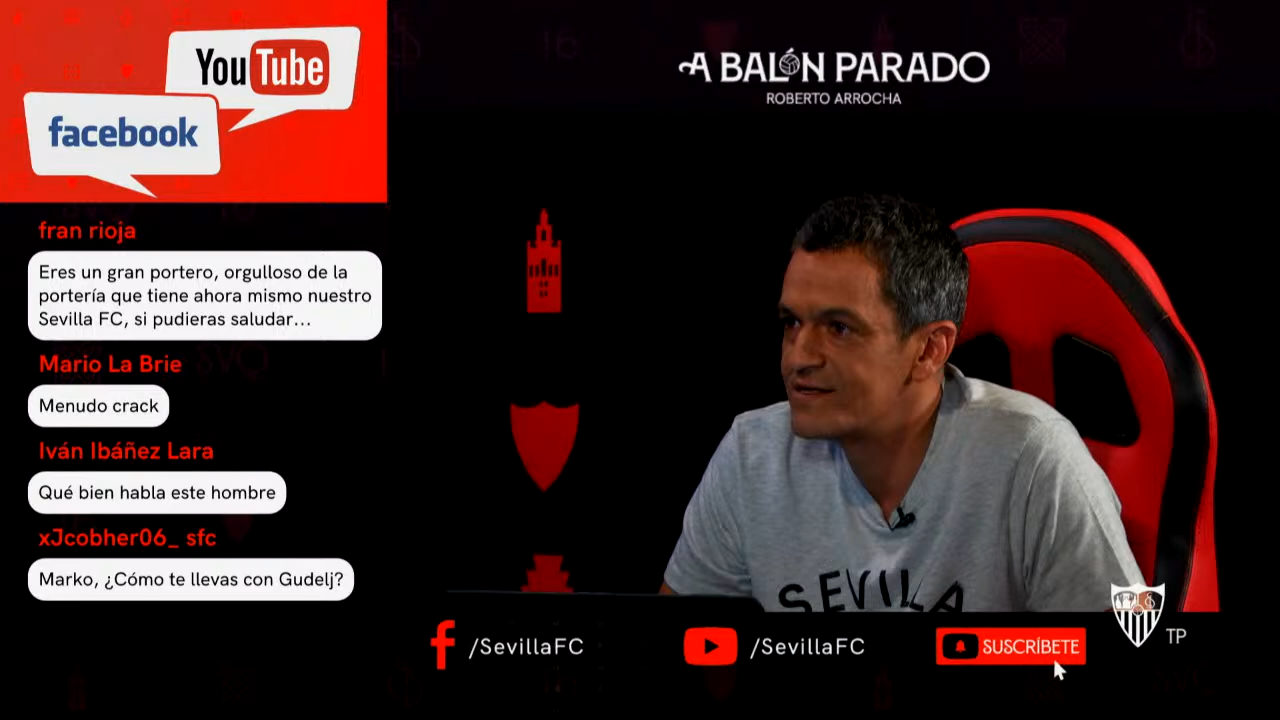 YouTube
facebook
A BALÓN PARADO
ROBERTO ARROCHA
fran rioja
Eres un gran portero, orgulloso de la
portería que tiene ahora mismo nuestro
Sevilla FC, si pudieras saludar...
Mario La Brie
Menudo crack
Iván Ibáñez Lara
Qué bien habla este hombre
xJcobher06_ sfc
Marko, ¿Cómo te llevas con Gudelj?
SEVILLA
/SevillaFC
/SevillaFC
SUSCRÍBETE
TP